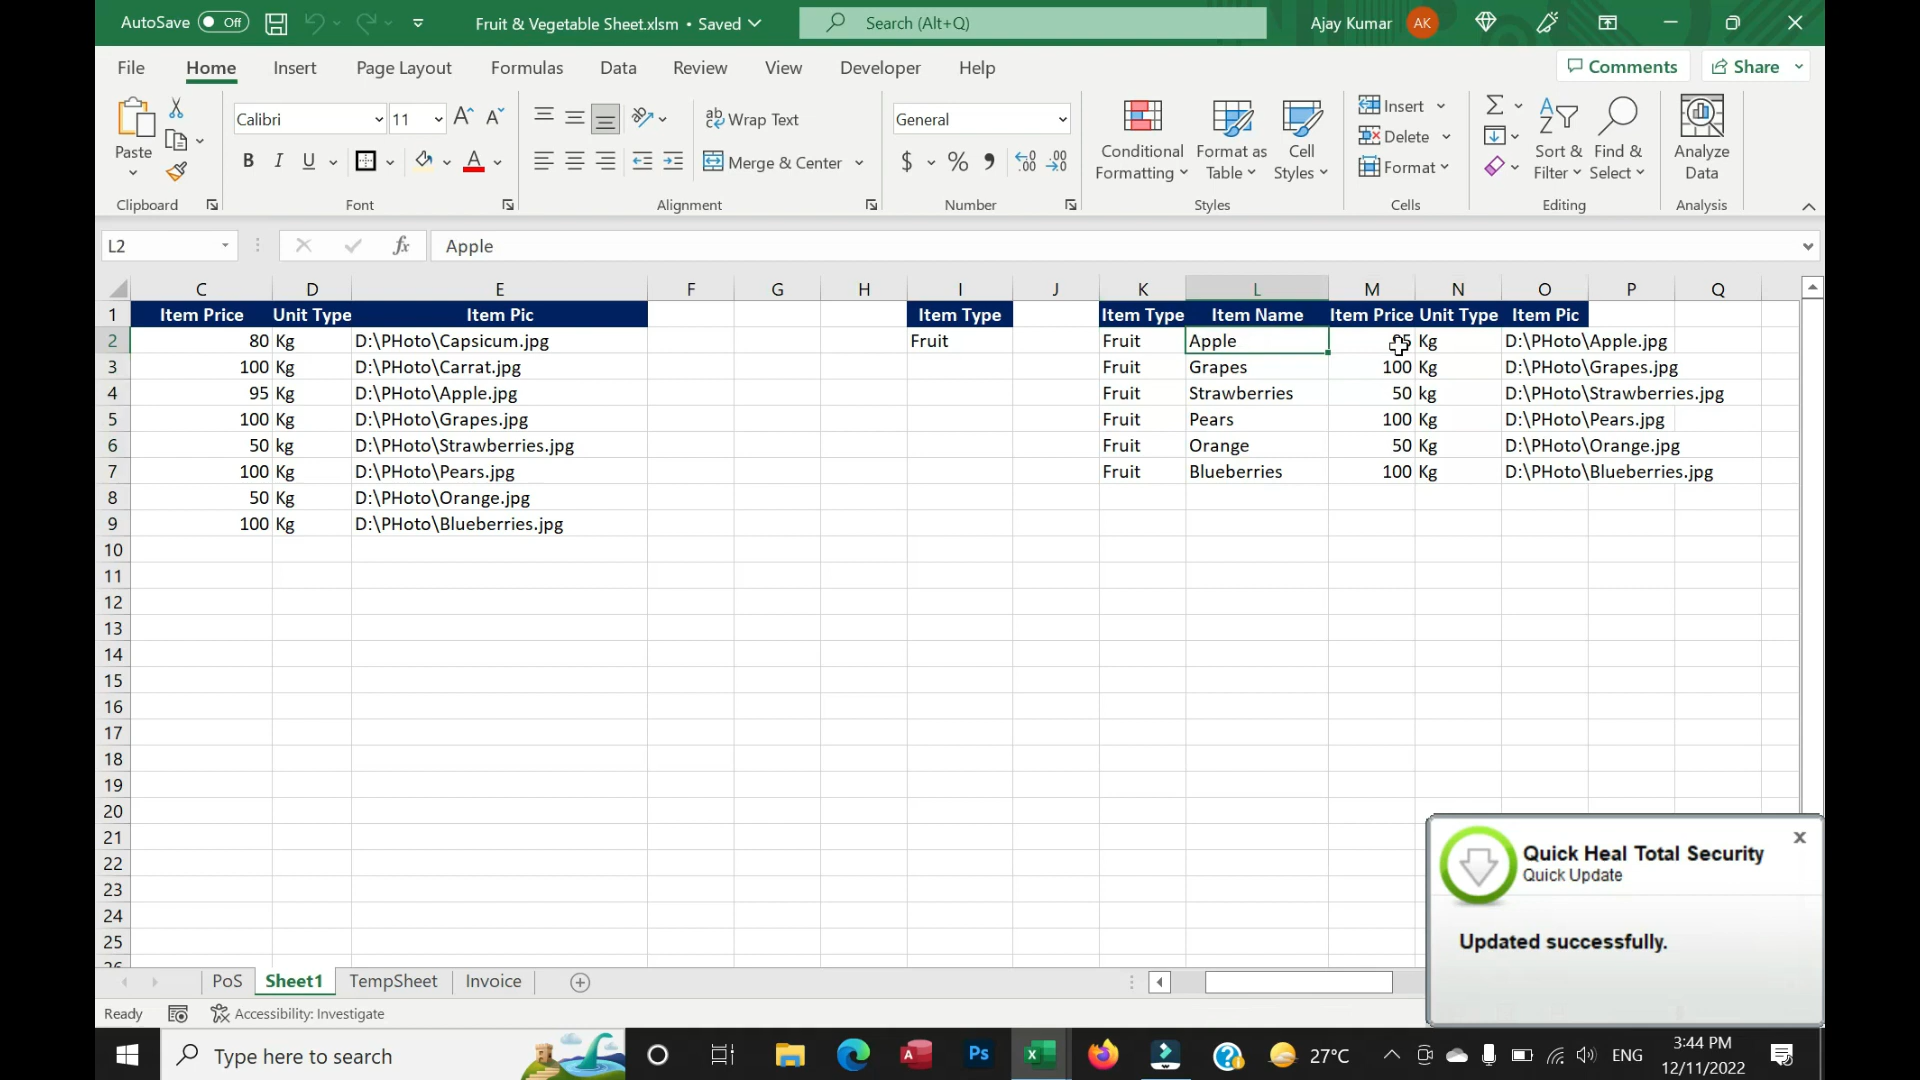 AutoSave Off Fruit & Vegetable Sheet.xlsm • Saved Search (Alt+Q) Ajay Kumar AK
File Home Insert Page Layout Formulas Data Review View Developer Help Comments Share
Calibri 11 Wrap Text General Insert
Delete
Paste B I U Merge & Center $ % Conditional Format as Cell Sort & Find & Analyze
Formatting Table Styles Format Filter Select Data
Clipboard Font Alignment Number Styles Cells Editing Analysis
L2 fx Apple
C D E F G H I J K L M N O P Q
1 Item Price Unit Type Item Pic Item Type Item Type Item Name Item Price Unit Type Item Pic
2 80 Kg D:\PHoto\Capsicum.jpg Fruit Fruit Apple Kg D:\PHoto\Apple.jpg
3 100 Kg D:\PHoto\Carrat.jpg Fruit Grapes 100 Kg D:\PHoto\Grapes.jpg
4 95 Kg D:\PHoto\Apple.jpg Fruit Strawberries 50 kg D:\PHoto\Strawberries.jpg
5 100 Kg D:\PHoto\Grapes.jpg Fruit Pears 100 Kg D:\PHoto\Pears.jpg
6 50 kg D:\PHoto\Strawberries.jpg Fruit Orange 50 Kg D:\PHoto\Orange.jpg
7 100 Kg D:\PHoto\Pears.jpg Fruit Blueberries 100 Kg D:\PHoto\Blueberries.jpg
8 50 Kg D:\PHoto\Orange.jpg
9 100 Kg D:\PHoto\Blueberries.jpg
10
11
12
13
14
15
16
17
18
19
20
21
22
23
24
25
Quick Heal Total Security
Quick Update
Updated successfully.
PoS Sheet1 TempSheet Invoice
Ready Accessibility: Investigate
Type here to search Ps 27°C ENG 3:44 PM
12/11/2022